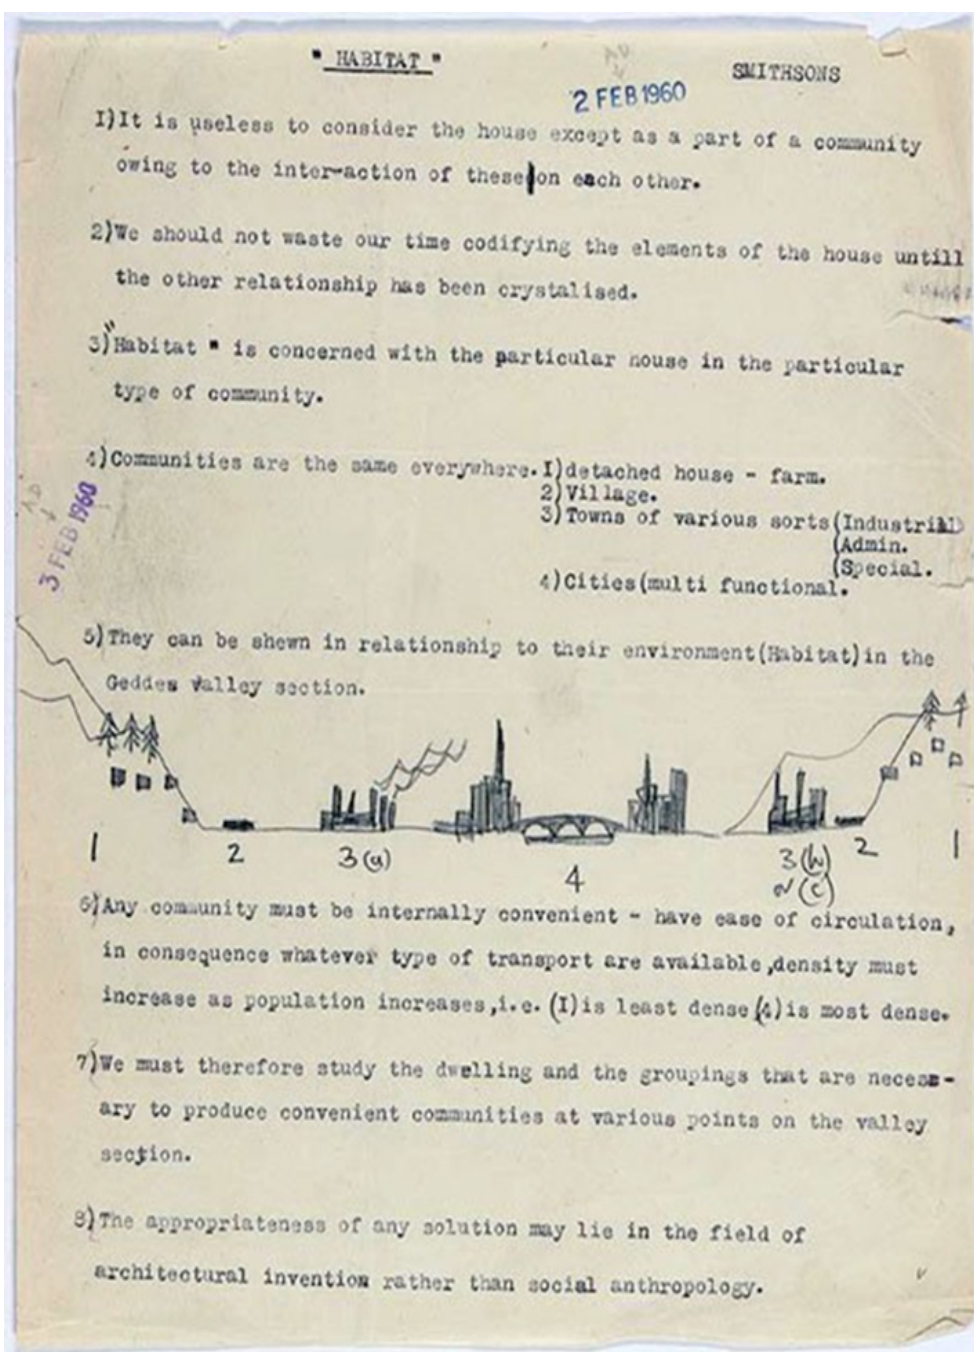 " HABITAT "
SMITHSONS
2 FEB 1960
I)It is useless to consider the house except as a part of a community
owing to the inter-action of these on each other.
2)We should not waste our time codifying the elements of the house untill
the other relationship has been crystalised.
3)"Habitat " is concerned with the particular house in the particular
type of community.
4)Communities are the same everywhere. I)detached house - farm.
2)Village.
3)Towns of various sorts(Industrial)
(Admin.
(Special.
4)Cities(multi functional.
3 FEB 1960
5)They can be shewn in relationship to their environment(Habitat)in the
Geddes Valley section.
1 2 3(a) 4 3(b) 2 1
or (c)
6)Any community must be internally convenient - have ease of circulation,
in consequence whatever type of transport are available,density must
increase as population increases,i.e.(I)is least dense(4)is most dense.
7)We must therefore study the dwelling and the groupings that are necess-
ary to produce convenient communities at various points on the valley
section.
8)The appropriateness of any solution may lie in the field of
architectural invention rather than social anthropology.